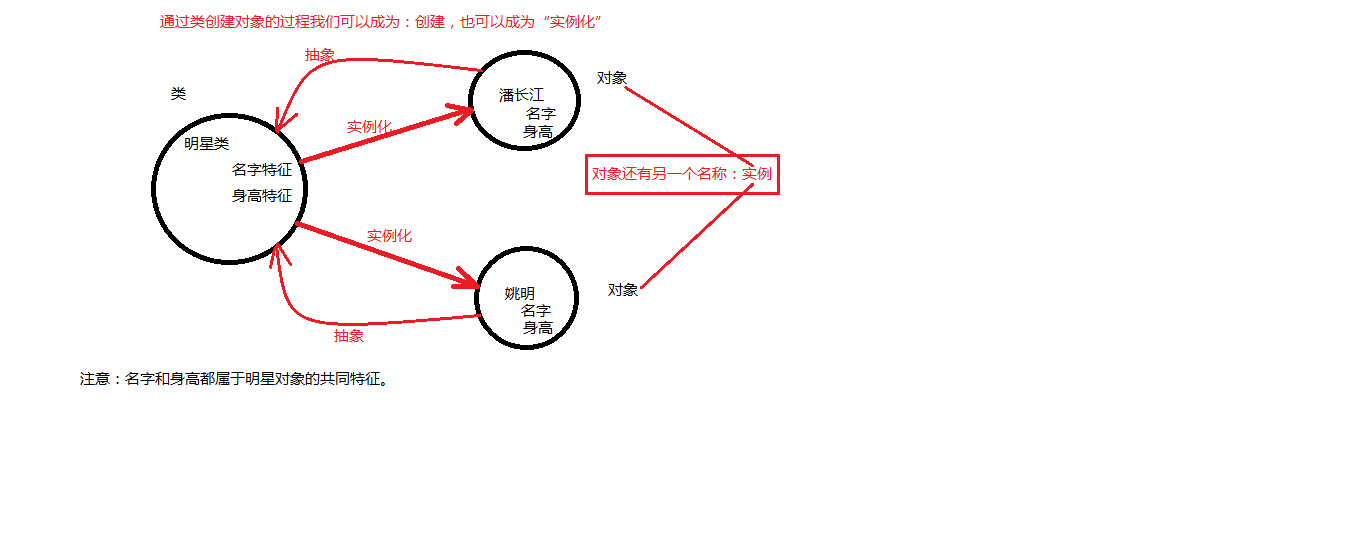 通过类创建对象的过程我们可以成为：创建，也可以成为“实例化”
抽象
类
潘长江
名字
身高
对象
实例化
明星类
名字特征
身高特征
对象还有另一个名称：实例
实例化
姚明
名字
身高
对象
抽象
注意：名字和身高都属于明星对象的共同特征。